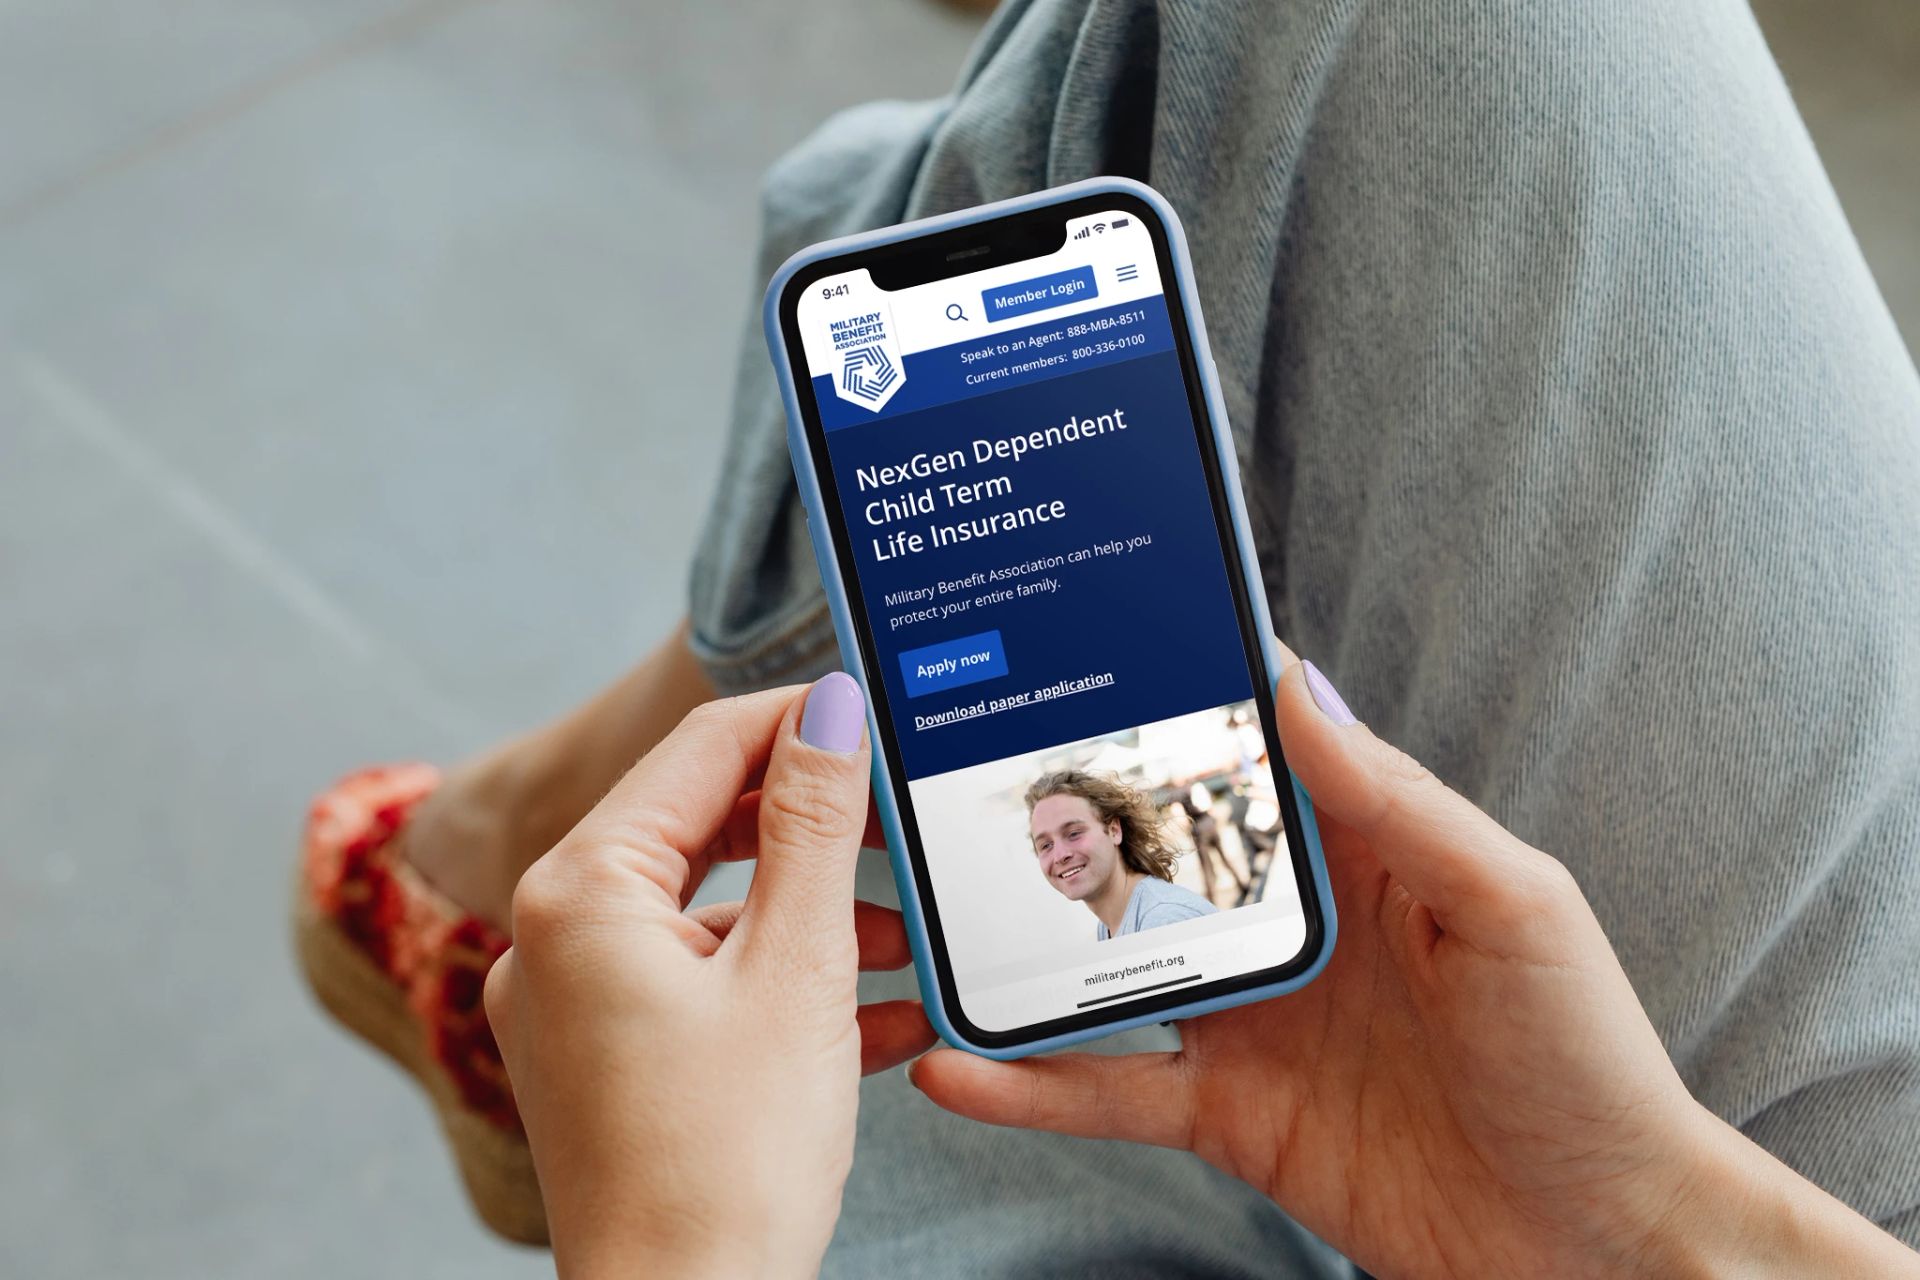 9:41
MILITARY
BENEFIT
ASSOCIATION
Member Login
Speak to an Agent: 888-MBA-8511
Current members: 800-336-0100
NexGen Dependent
Child Term
Life Insurance
Military Benefit Association can help you
protect your entire family.
Apply now
Download paper application
militarybenefit.org